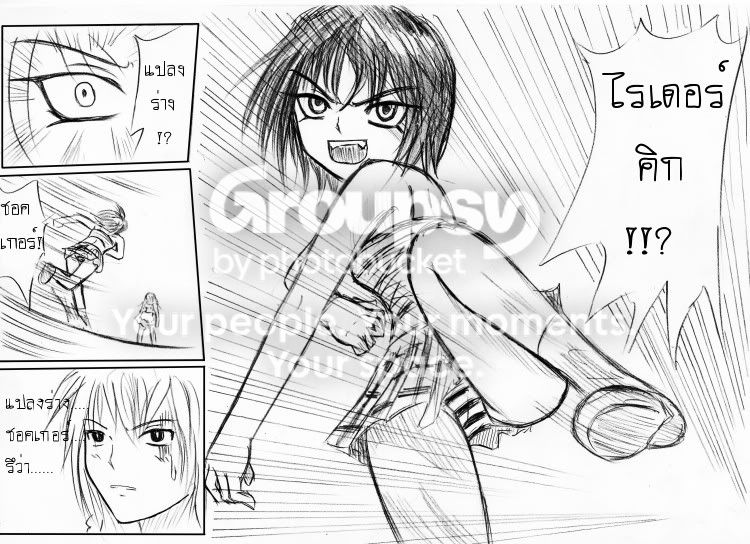 แปลง
ร่าง
!?
ชอค
เกอร์!
แปลงร่าง....
ชอคเกอร์...
รึว่า......
ไรเดอร์
คิก
!!?
Groupsy
by photobucket
Your people. Your moments.
Your space.